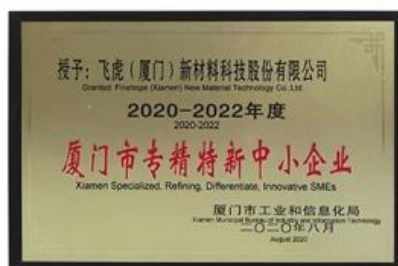 授予：飞虎（厦门）新材料科技股份有限公司
Granted: Finshope (Xiamen) New Material Technology Co.,Ltd
2020-2022年度
2020-2022
厦门市专精特新中小企业
Xiamen Specialized, Refining, Differentiate, Innovative SMEs
厦门市工业和信息化局
Xiamen Municipal Bureau of Industry and Information Technology
二〇二〇年八月
August 2020